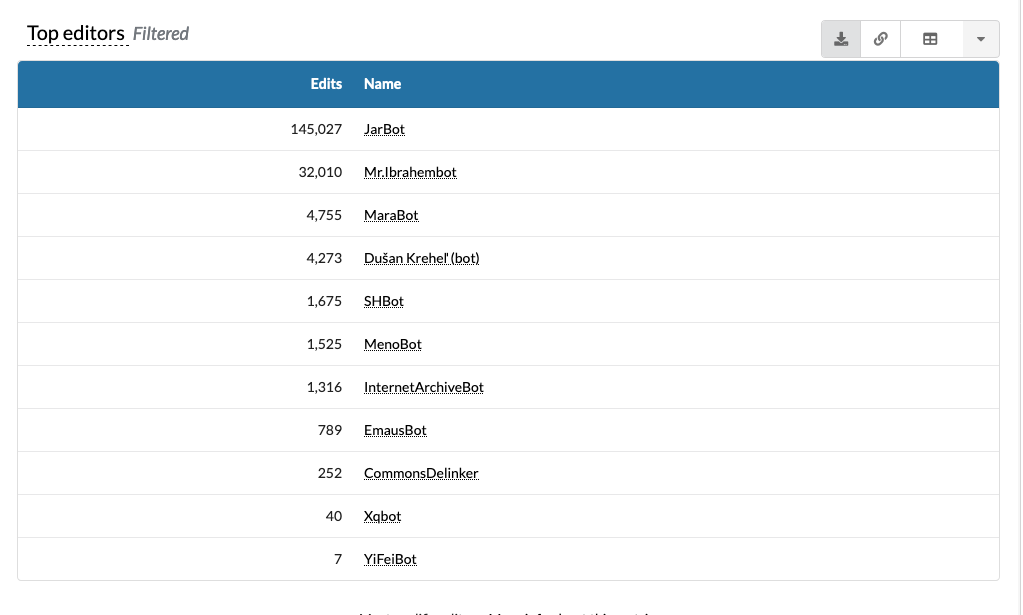 Top editors Filtered
Edits Name
145,027 JarBot
32,010 Mr.Ibrahembot
4,755 MaraBot
4,273 Dušan Kreheľ (bot)
1,675 SHBot
1,525 MenoBot
1,316 InternetArchiveBot
789 EmausBot
252 CommonsDelinker
40 Xqbot
7 YiFeiBot